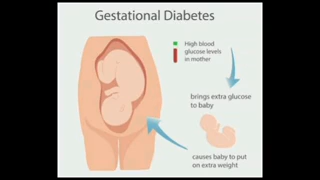 Gestational Diabetes
High blood
glucose levels
in mother
brings extra glucose
to baby
causes baby to put
on extra weight